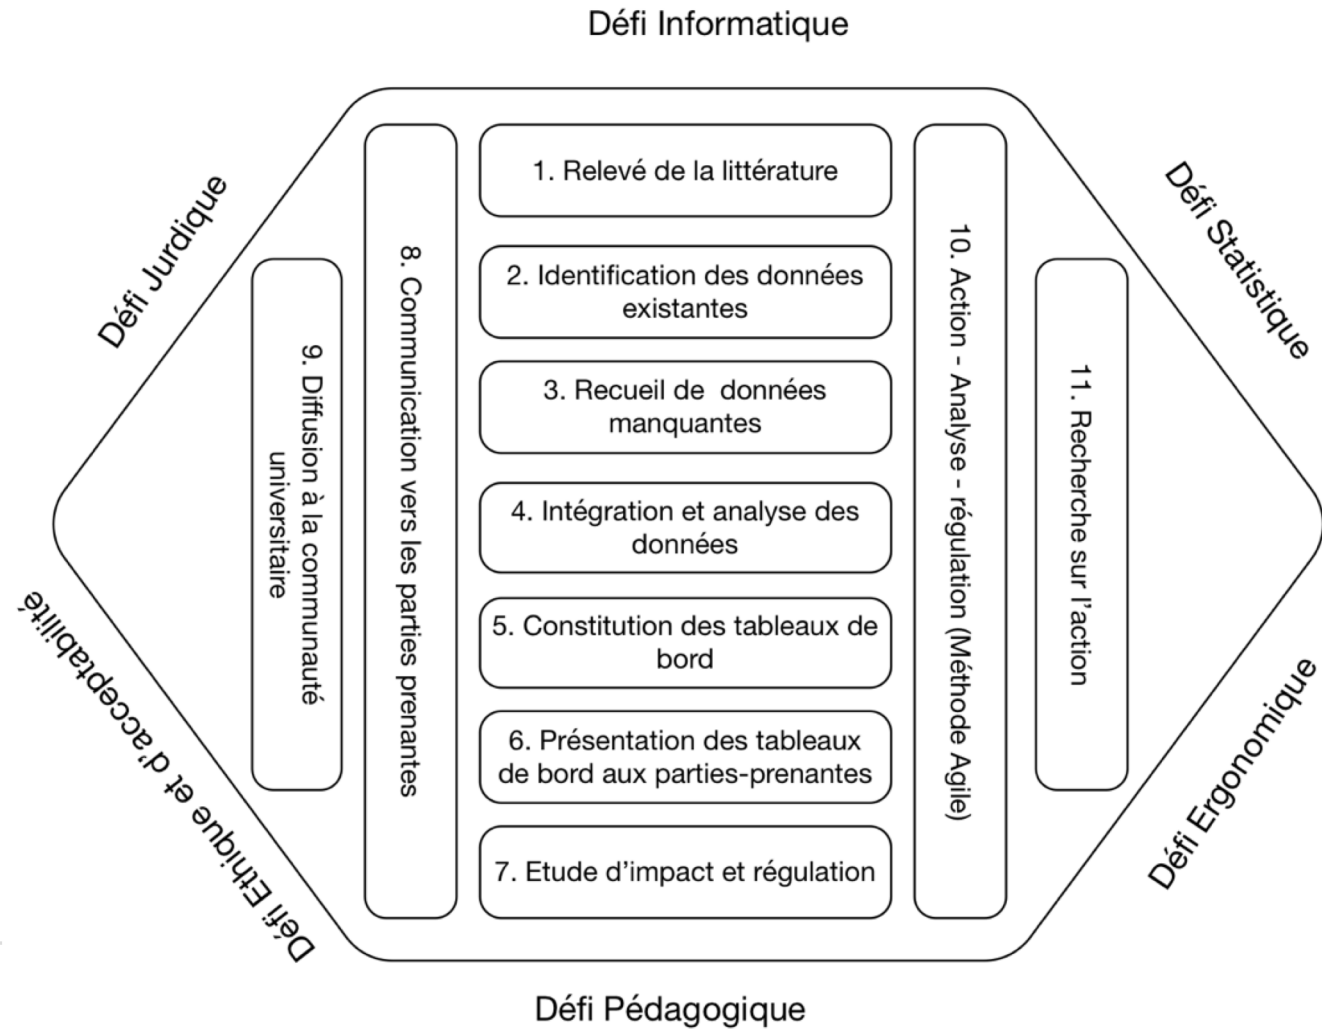 Défi Informatique
Défi Jurdique
Défi Statistique
1. Relevé de la littérature
2. Identification des données
existantes
3. Recueil de  données
manquantes
4. Intégration et analyse des
données
5. Constitution des tableaux de
bord
6. Présentation des tableaux
de bord aux parties-prenantes
7. Etude d'impact et régulation
8. Communication vers les parties prenantes
9. Diffusion à la communauté
universitaire
10. Action - Analyse - régulation (Méthode Agile)
11. Recherche sur l'action
Défi Ethique et d'acceptabilité
Défi Ergonomique
Défi Pédagogique